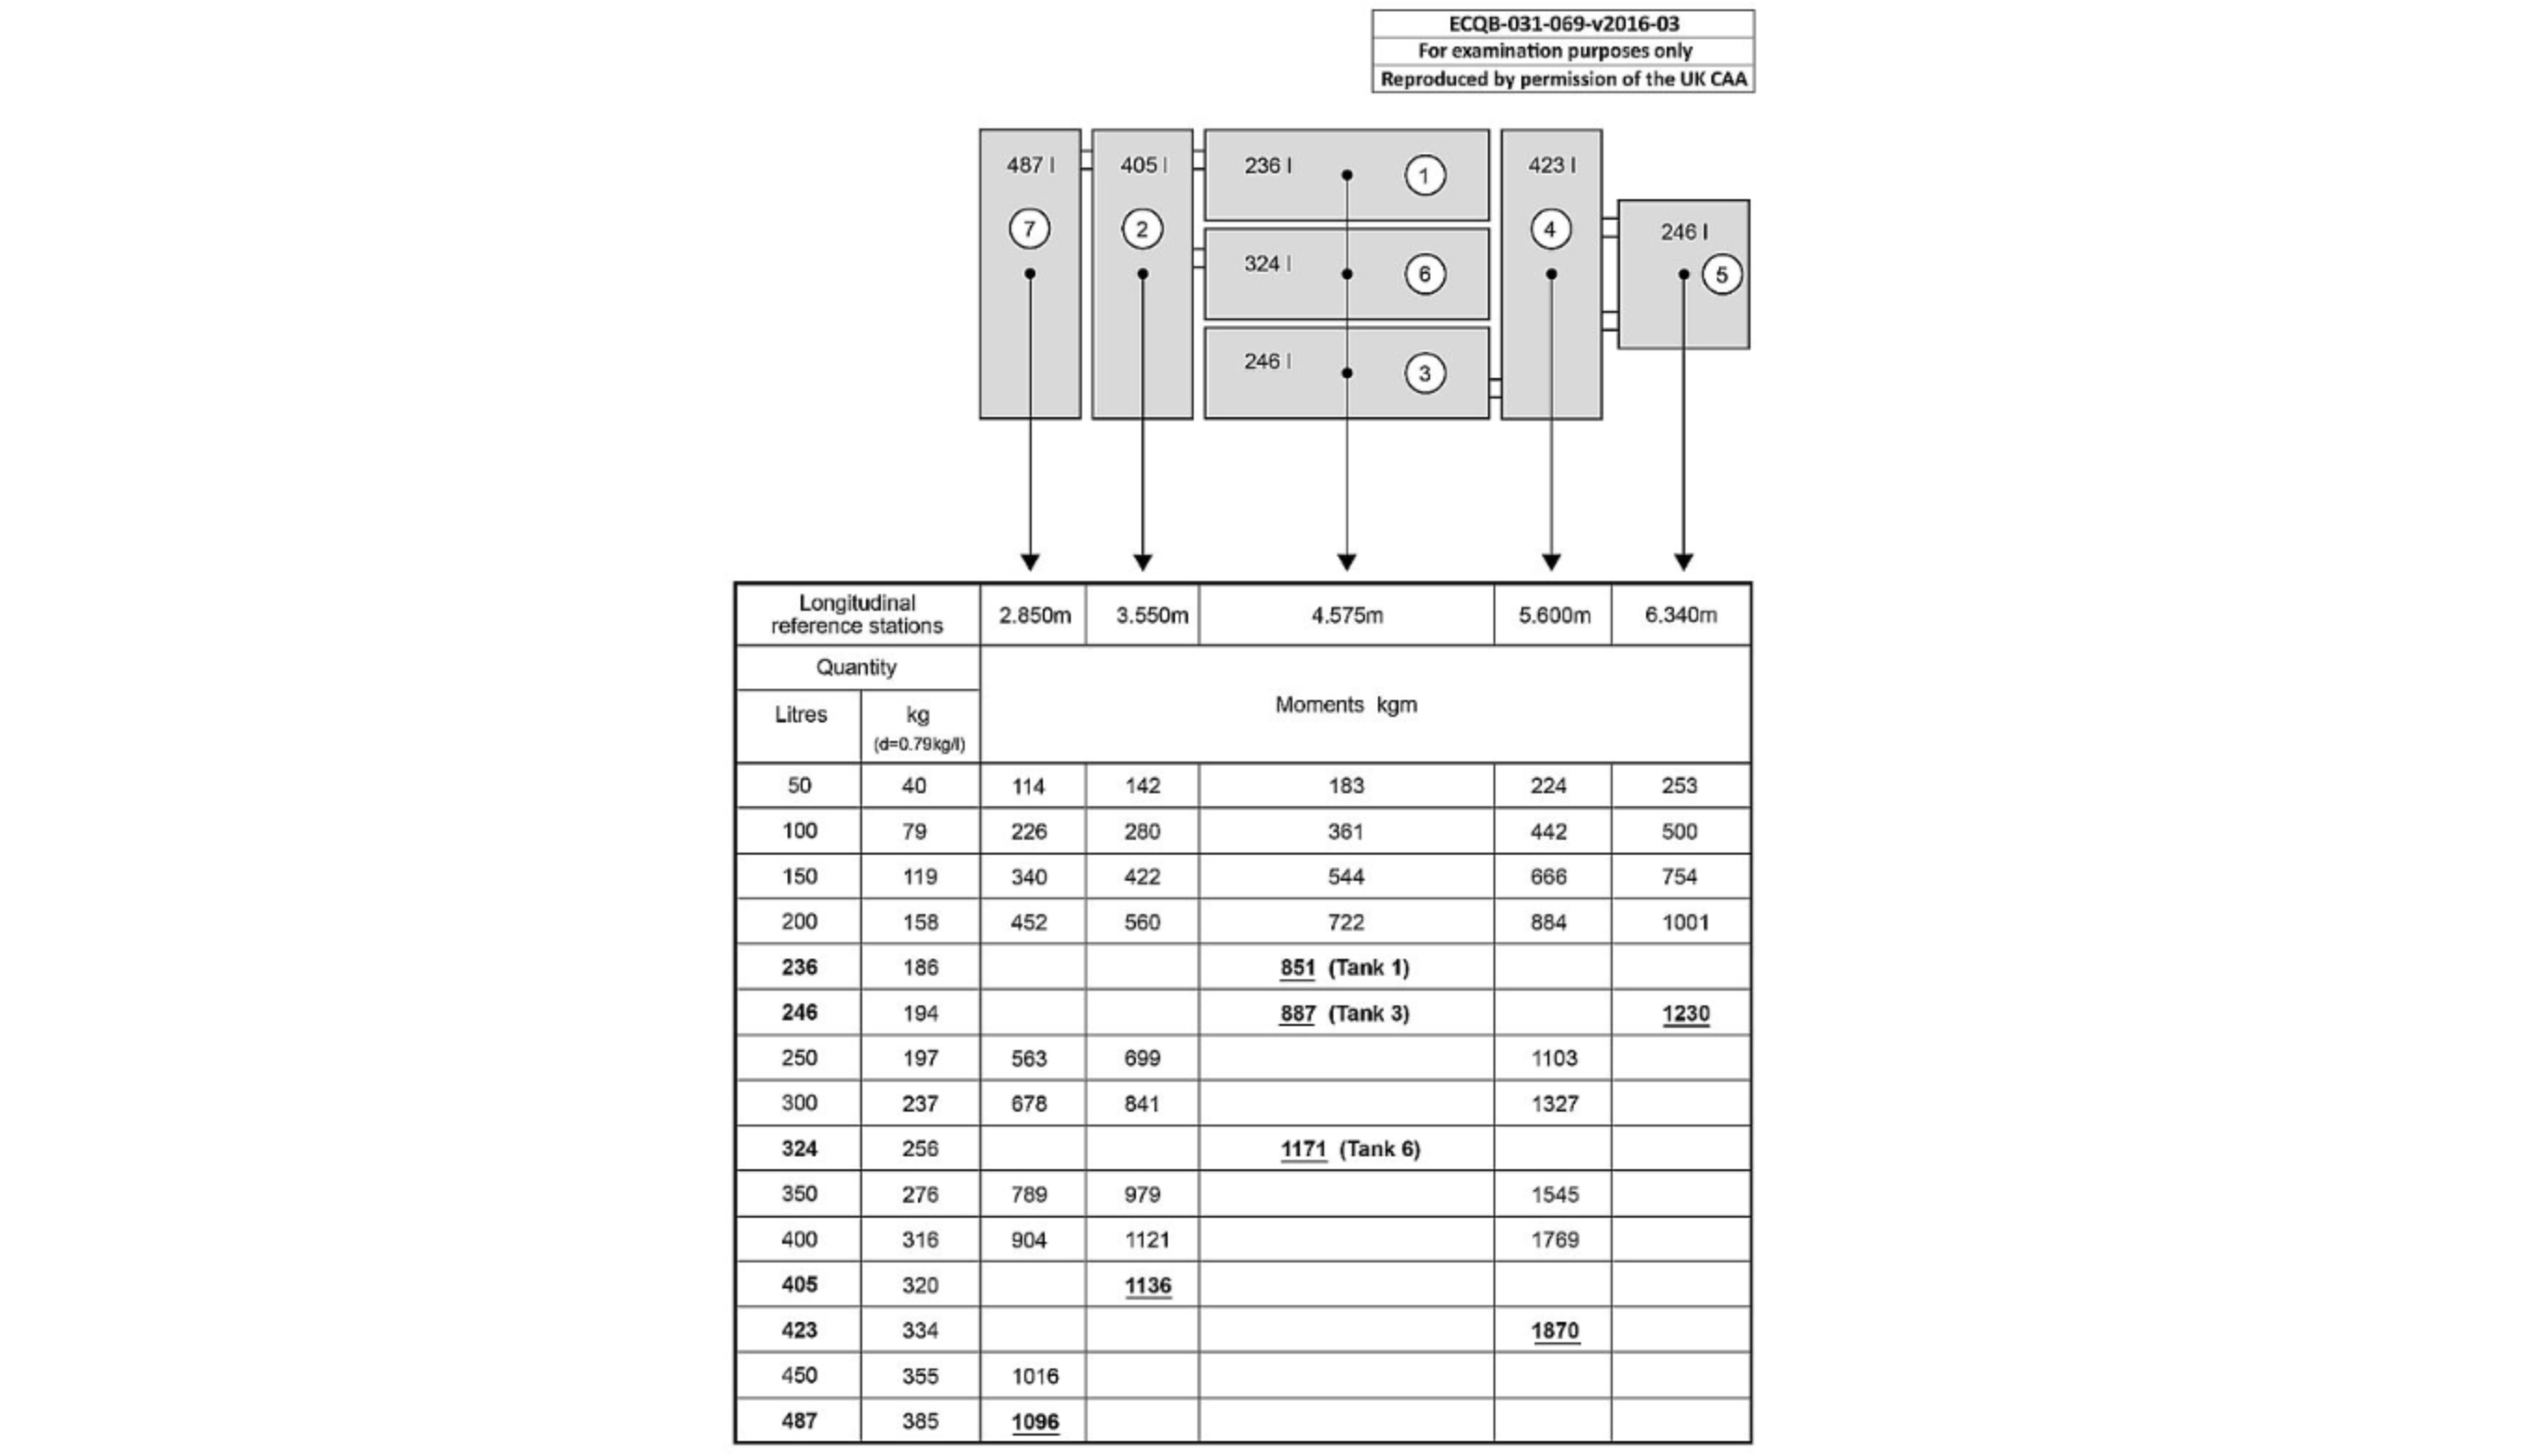 ECQB-031-069-v2016-03
For examination purposes only
Reproduced by permission of the UK CAA
487 l 405 l 236 l 1 423 l
7 2 4 246 l
324 l 6 5
246 l 3
Longitudinal
reference stations
2.850m 3.550m 4.575m 5.600m 6.340m
Quantity
Moments kgm
Litres kg
(d=0.79kg/l)
50 40 114 142 183 224 253
100 79 226 280 361 442 500
150 119 340 422 544 666 754
200 158 452 560 722 884 1001
236 186 851 (Tank 1)
246 194 887 (Tank 3) 1230
250 197 563 699 1103
300 237 678 841 1327
324 256 1171 (Tank 6)
350 276 789 979 1545
400 316 904 1121 1769
405 320 1136
423 334 1870
450 355 1016
487 385 1096